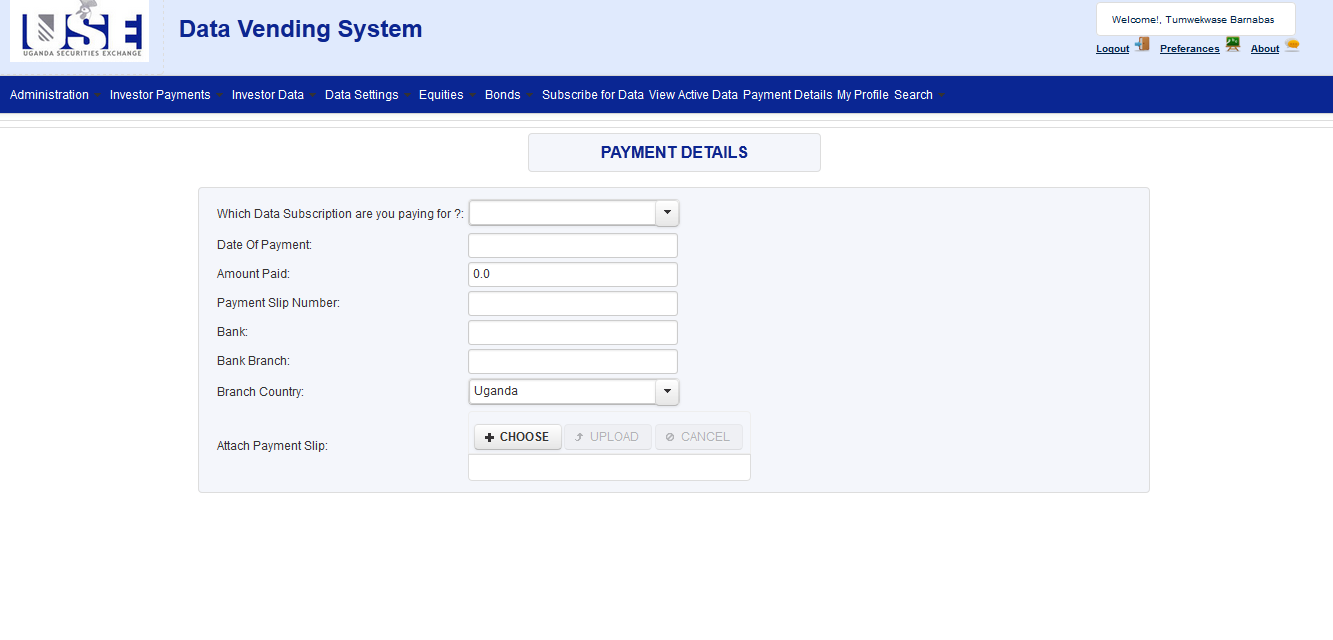 USE
UGANDA SECURITIES EXCHANGE
Data Vending System
Welcome!, Tumwekwase Barnabas
Logout Preferances About
Administration Investor Payments Investor Data Data Settings Equities Bonds Subscribe for Data View Active Data Payment Details My Profile Search
PAYMENT DETAILS
Which Data Subscription are you paying for ?:
Date Of Payment:
Amount Paid: 0.0
Payment Slip Number:
Bank:
Bank Branch:
Branch Country: Uganda
CHOOSE UPLOAD CANCEL
Attach Payment Slip: